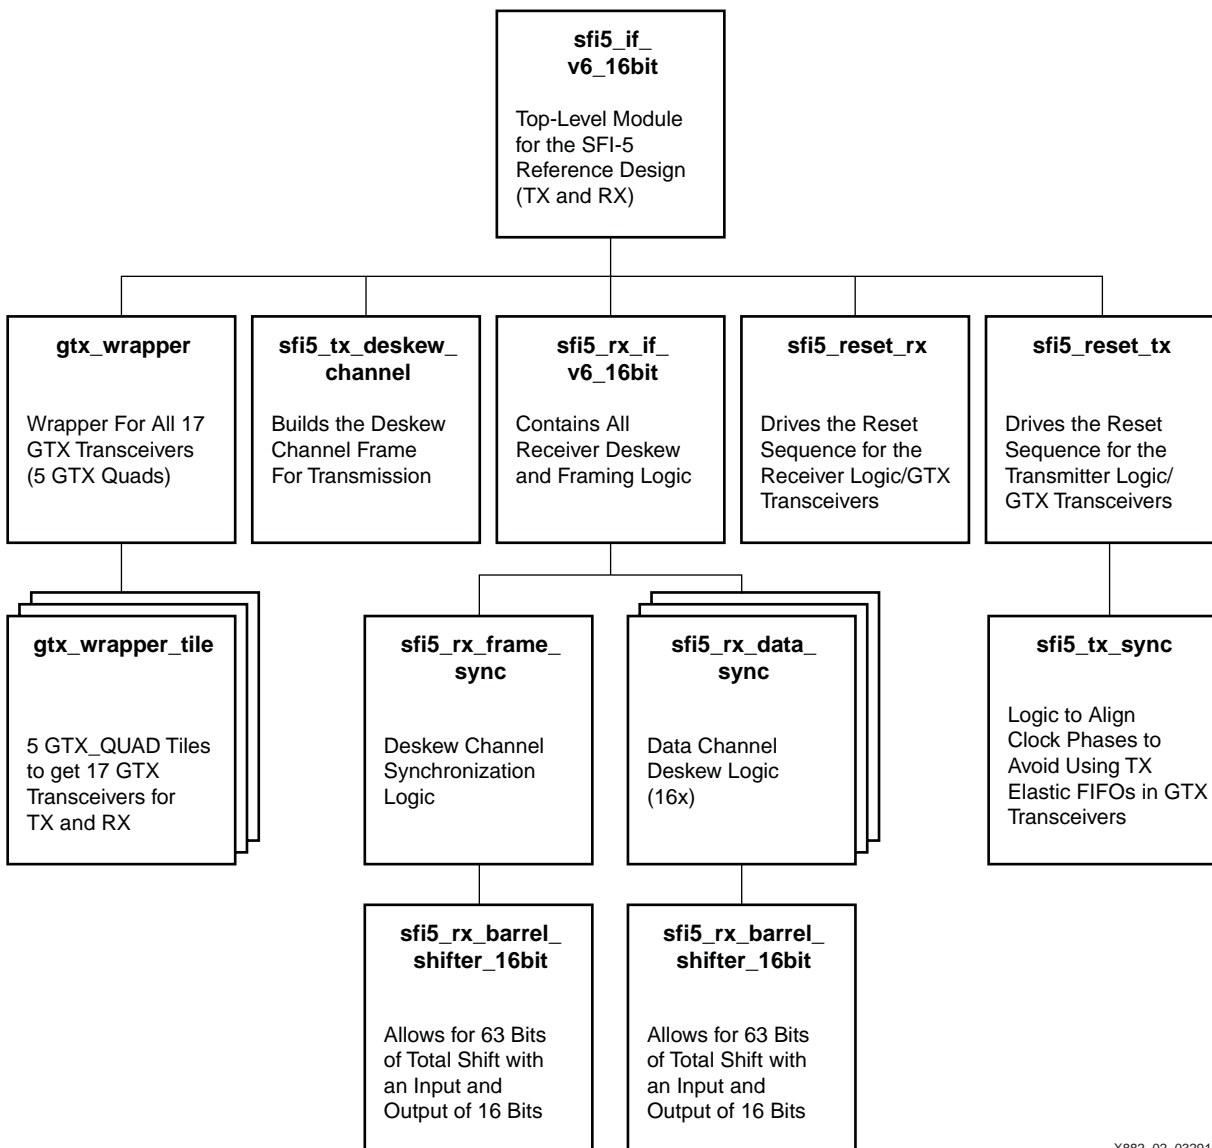 sfi5_if_
v6_16bit
Top-Level Module
for the SFI-5
Reference Design
(TX and RX)
gtx_wrapper
Wrapper For All 17
GTX Transceivers
(5 GTX Quads)
sfi5_tx_deskew_
channel
Builds the Deskew
Channel Frame
For Transmission
sfi5_rx_if_
v6_16bit
Contains All
Receiver Deskew
and Framing Logic
sfi5_reset_rx
Drives the Reset
Sequence for the
Receiver Logic/GTX
Transceivers
sfi5_reset_tx
Drives the Reset
Sequence for the
Transmitter Logic/
GTX Transceivers
gtx_wrapper_tile
5 GTX_QUAD Tiles
to get 17 GTX
Transceivers for
TX and RX
sfi5_rx_frame_
sync
Deskew Channel
Synchronization
Logic
sfi5_rx_data_
sync
Data Channel
Deskew Logic
(16x)
sfi5_tx_sync
Logic to Align
Clock Phases to
Avoid Using TX
Elastic FIFOs in GTX
Transceivers
sfi5_rx_barrel_
shifter_16bit
Allows for 63 Bits
of Total Shift with
an Input and
Output of 16 Bits
sfi5_rx_barrel_
shifter_16bit
Allows for 63 Bits
of Total Shift with
an Input and
Output of 16 Bits